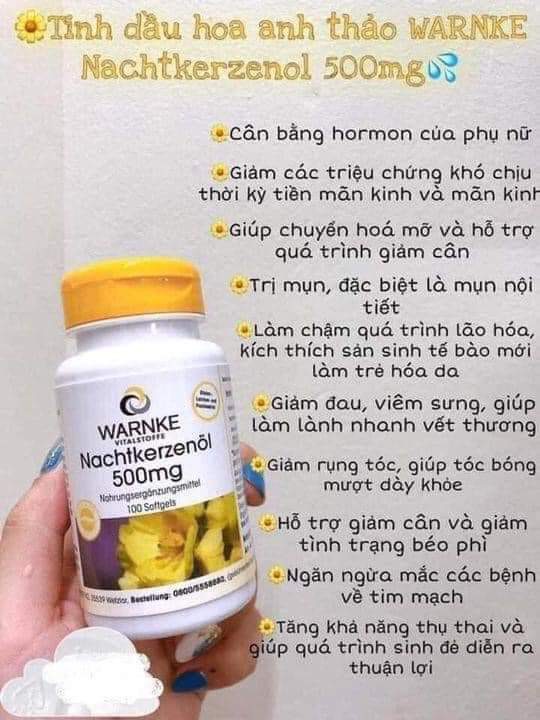 🌼Tinh dầu hoa anh thảo WARNKE
Nachtkerzenol 500mg💦
🌼Cân bằng hormon của phụ nữ
🌼Giảm các triệu chứng khó chịu
thời kỳ tiền mãn kinh và mãn kinh
🌼Giúp chuyển hoá mỡ và hỗ trợ
quá trình giảm cân
🌼Trị mụn, đặc biệt là mụn nội
tiết
🌼Làm chậm quá trình lão hóa,
kích thích sản sinh tế bào mới
làm trẻ hóa da
🌼Giảm đau, viêm sưng, giúp
làm lành nhanh vết thương
🌼Giảm rụng tóc, giúp tóc bóng
mượt dày khỏe
🌼Hỗ trợ giảm cân và giảm
tình trạng béo phì
🌼Ngăn ngừa mắc các bệnh
về tim mạch
🌼Tăng khả năng thụ thai và
giúp quá trình sinh đẻ diễn ra
thuận lợi
WARNKE
VITALSTOFFE
Nachtkerzenöl
500mg
Nahrungsergänzungsmittel
100 Softgels
35539 Wetzlar, Bestellung: 0800/5558880,